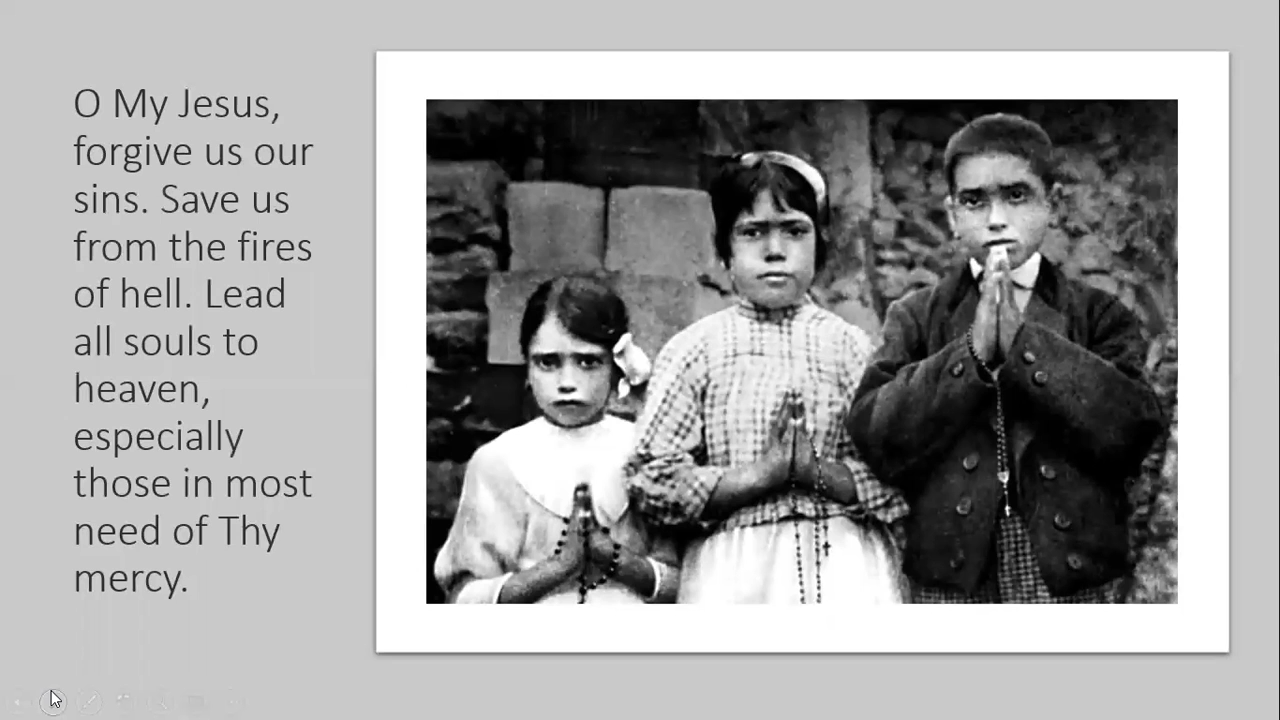 O My Jesus,
forgive us our
sins. Save us
from the fires
of hell. Lead
all souls to
heaven,
especially
those in most
need of Thy
mercy.